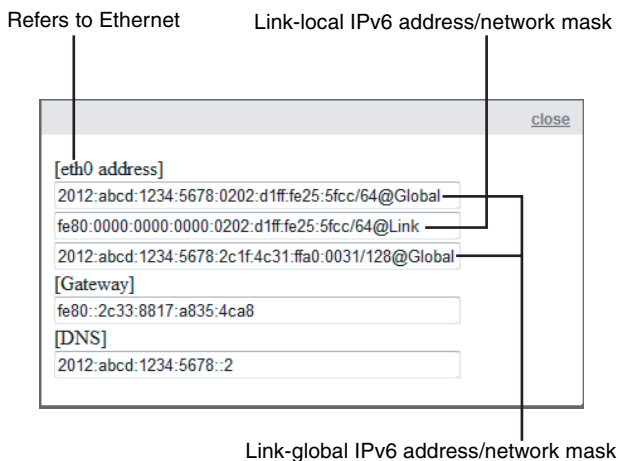 Refers to Ethernet
Link-local IPv6 address/network mask
close
[eth0 address]
2012:abcd:1234:5678:0202:d1ff:fe25:5fcc/64@Global
fe80:0000:0000:0000:0202:d1ff:fe25:5fcc/64@Link
2012:abcd:1234:5678:2c1f:4c31:ffa0:0031/128@Global
[Gateway]
fe80::2c33:8817:a835:4ca8
[DNS]
2012:abcd:1234:5678::2
Link-global IPv6 address/network mask